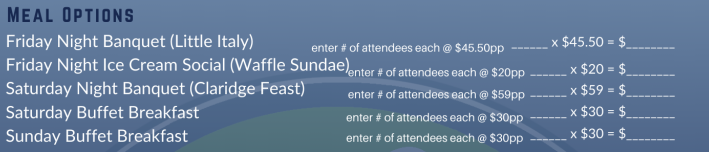 MEAL OPTIONS
Friday Night Banquet (Little Italy) enter # of attendees each @ $45.50pp ______ x $45.50 = $_______
Friday Night Ice Cream Social (Waffle Sundae) enter # of attendees each @ $20pp ______ x $20 = $_______
Saturday Night Banquet (Claridge Feast) enter # of attendees each @ $59pp ______ x $59 = $_______
Saturday Buffet Breakfast enter # of attendees each @ $30pp ______ x $30 = $_______
Sunday Buffet Breakfast enter # of attendees each @ $30pp ______ x $30 = $_______